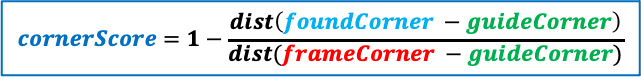 cornerScore = 1 − dist(foundCorner − guideCorner) / dist(frameCorner − guideCorner)